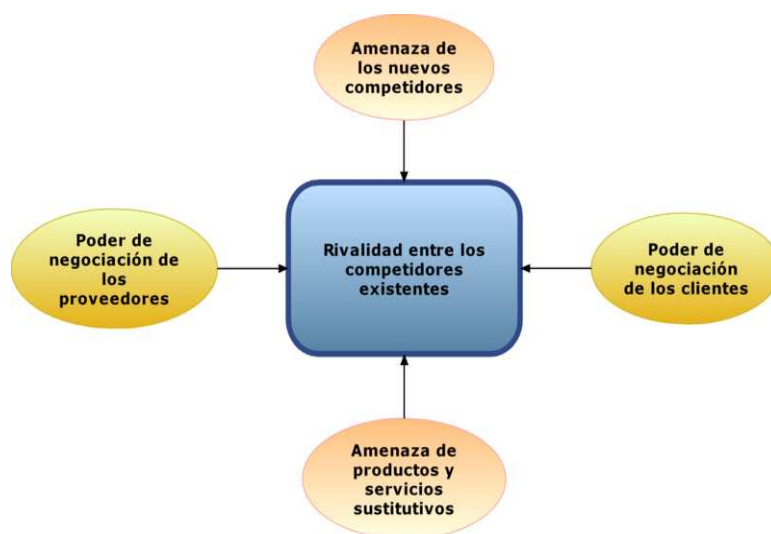 Amenaza de
los nuevos
competidores
Poder de
negociación de
los
proveedores
Rivalidad entre los
competidores
existentes
Poder de
negociación
de los clientes
Amenaza de
productos y
servicios
sustitutivos